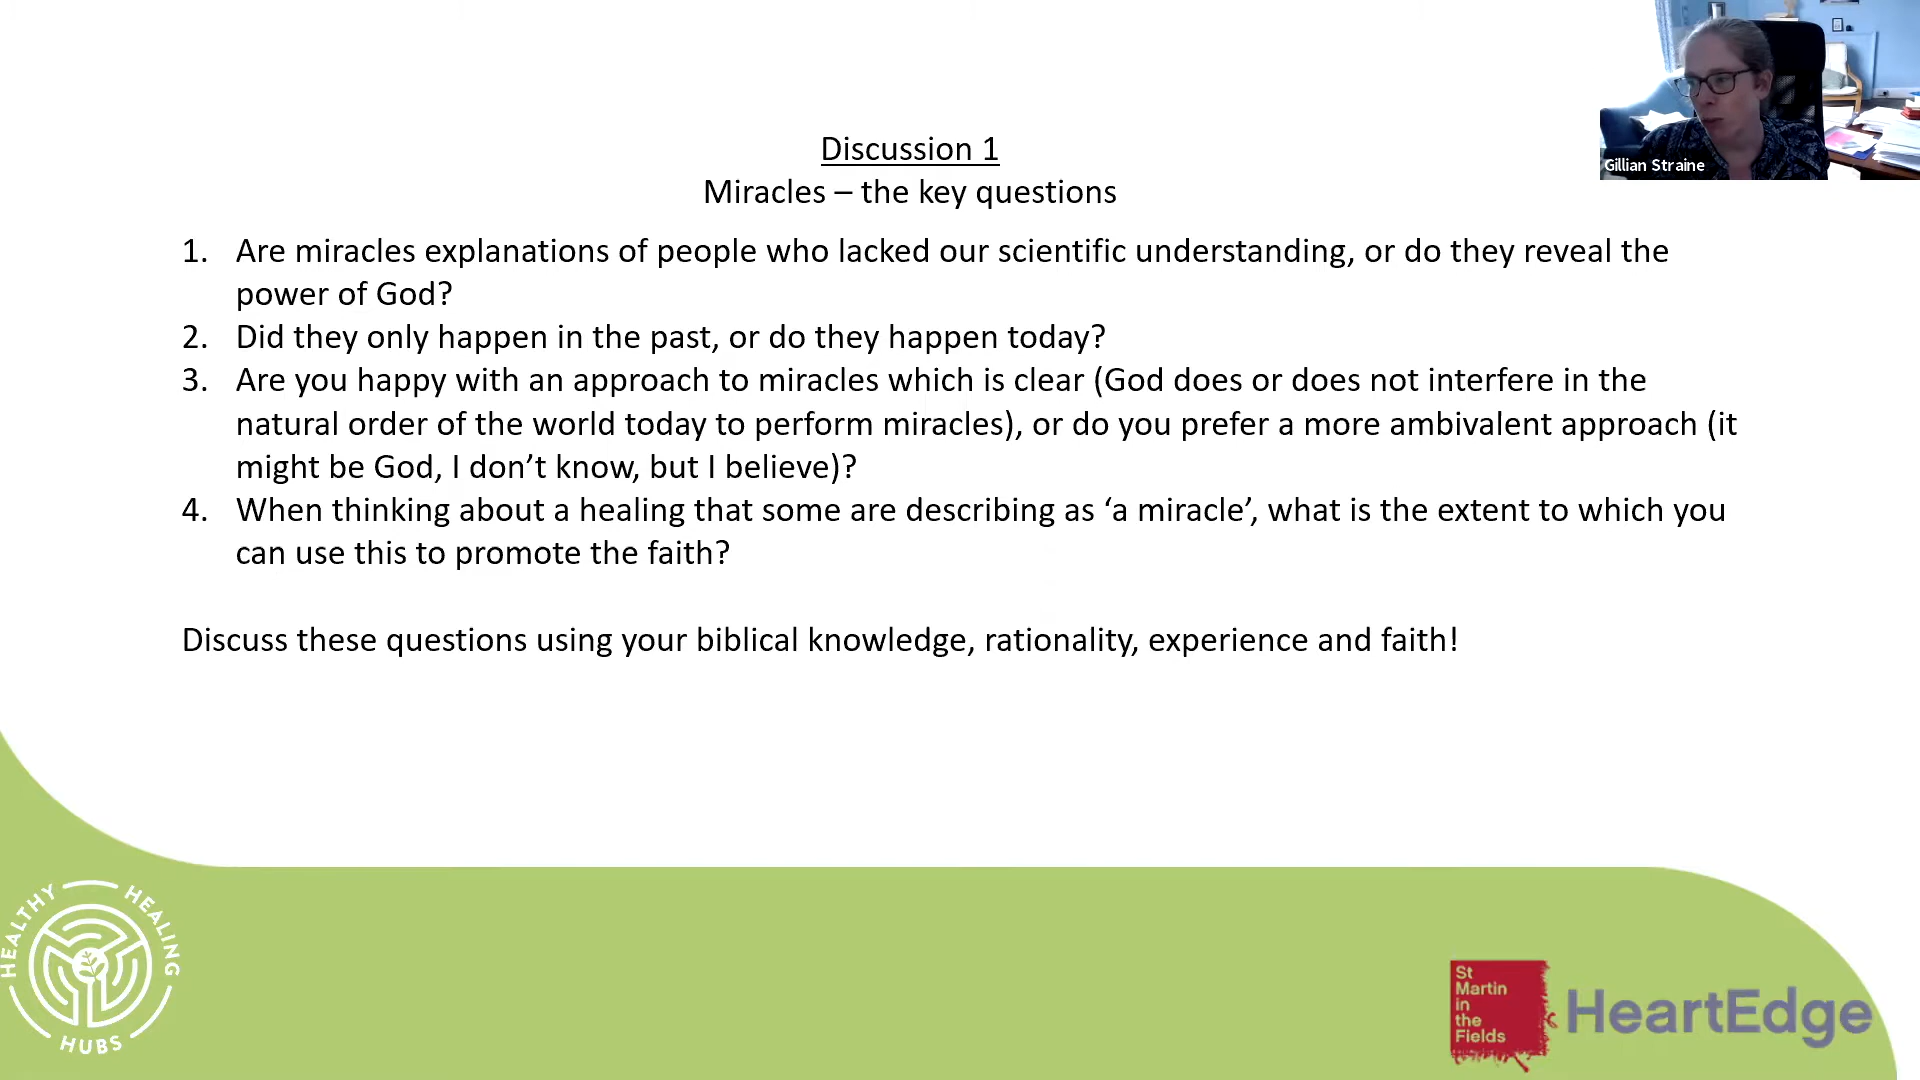 Discussion 1
Miracles – the key questions
1. Are miracles explanations of people who lacked our scientific understanding, or do they reveal the
power of God?
2. Did they only happen in the past, or do they happen today?
3. Are you happy with an approach to miracles which is clear (God does or does not interfere in the
natural order of the world today to perform miracles), or do you prefer a more ambivalent approach (it
might be God, I don’t know, but I believe)?
4. When thinking about a healing that some are describing as ‘a miracle’, what is the extent to which you
can use this to promote the faith?
Discuss these questions using your biblical knowledge, rationality, experience and faith!
Gillian Straine
HEALTHY HEALING
HUBS
St
Martin
in
the
Fields
HeartEdge